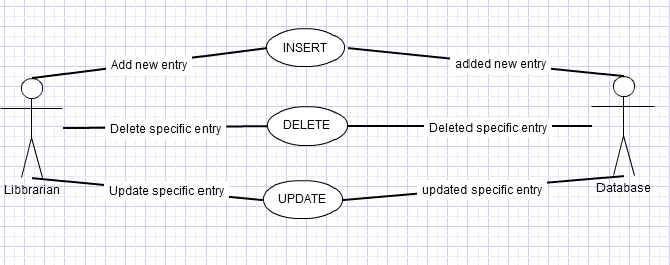 INSERT
Add new entry
added new entry
DELETE
Delete specific entry
Deleted specific entry
Libbrarian
Database
Update specific entry
updated specific entry
UPDATE